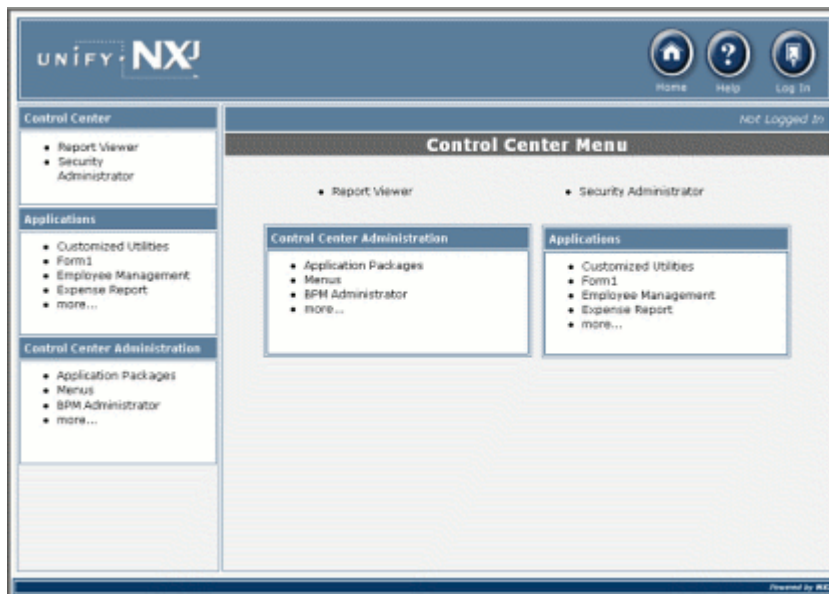 UNIFY NXJ
Home Help Log In
Control Center
Report Viewer
Security
Administrator
Applications
Customized Utilities
Form1
Employee Management
Expense Report
more...
Control Center Administration
Application Packages
Menus
BPM Administrator
more...
Not Logged In
Control Center Menu
Report Viewer
Security Administrator
Control Center Administration
Application Packages
Menus
BPM Administrator
more...
Applications
Customized Utilities
Form1
Employee Management
Expense Report
more...
Powered by NXJ